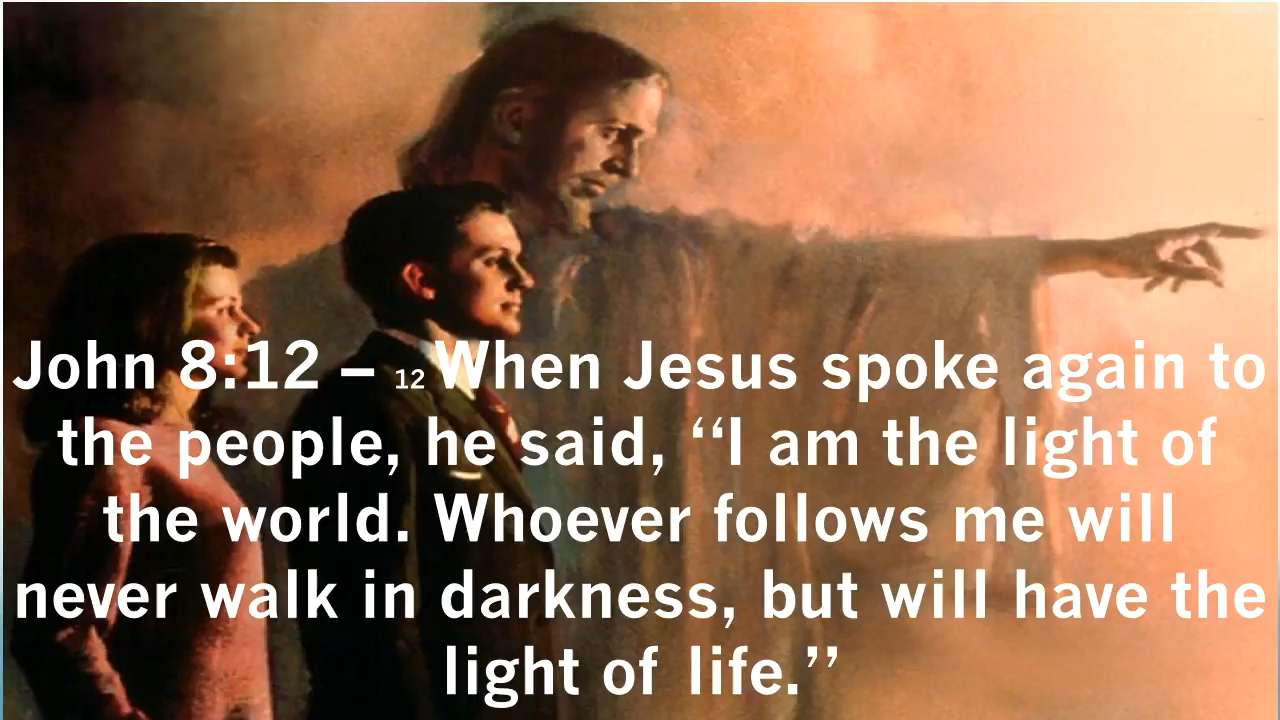 John 8:12 – 12 When Jesus spoke again to
the people, he said, “I am the light of
the world. Whoever follows me will
never walk in darkness, but will have the
light of life.”